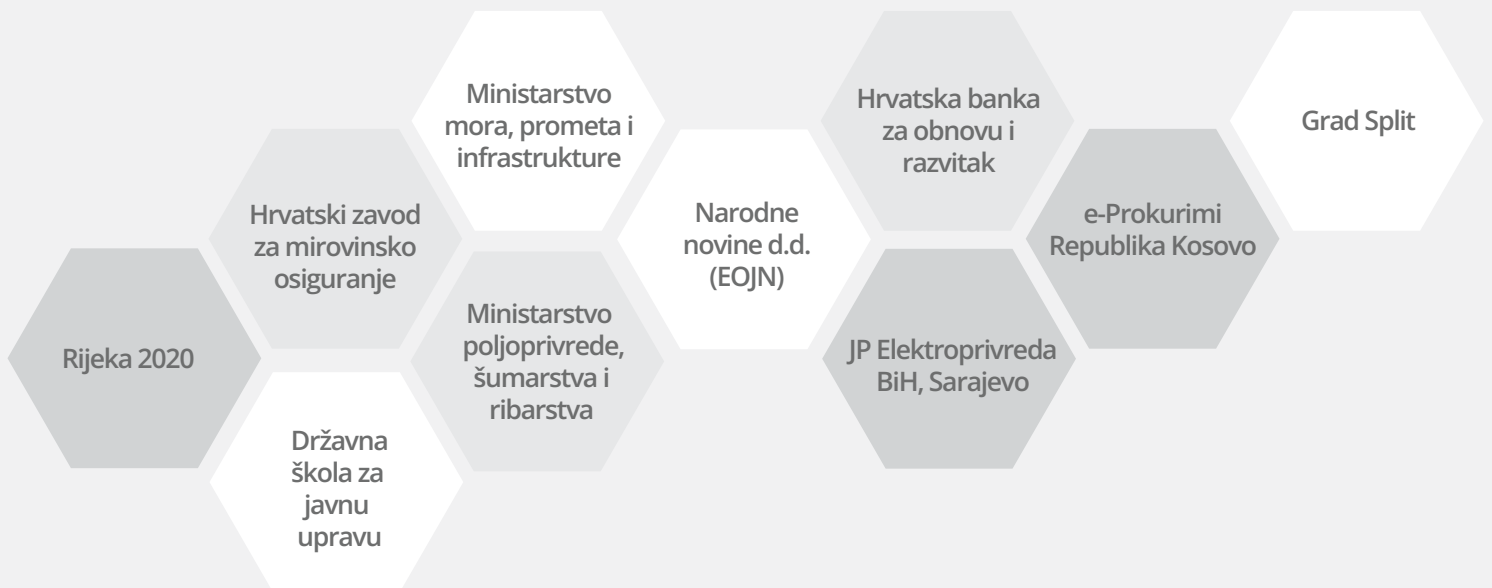 Rijeka 2020
Hrvatski zavod
za mirovinsko
osiguranje
Državna
škola za
javnu
upravu
Ministarstvo
mora, prometa i
infrastrukture
Ministarstvo
poljoprivrede,
šumarstva i
ribarstva
Narodne
novine d.d.
(EOJN)
Hrvatska banka
za obnovu i
razvitak
JP Elektroprivreda
BiH, Sarajevo
e-Prokurimi
Republika Kosovo
Grad Split